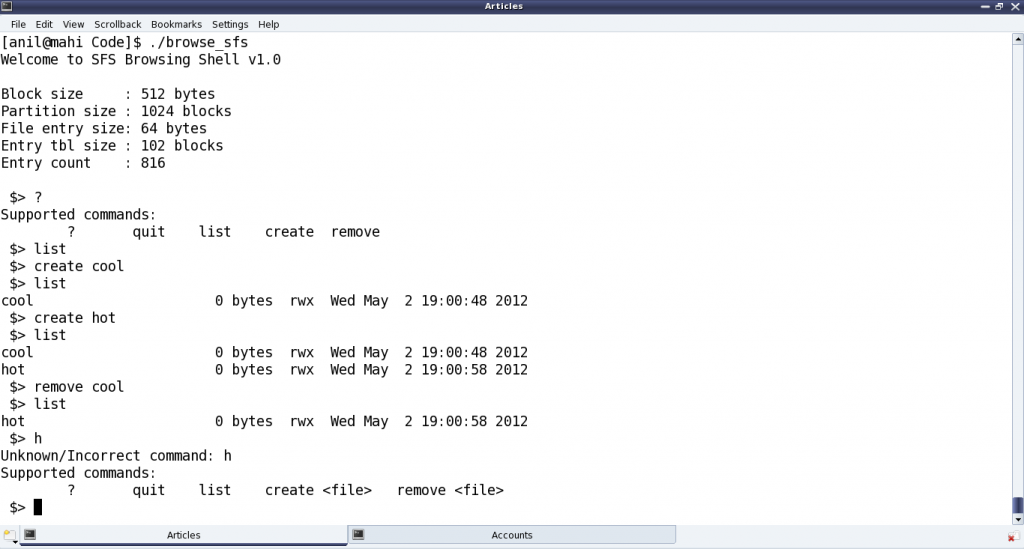 Articles
File Edit View Scrollback Bookmarks Settings Help
[anil@mahi Code]$ ./browse_sfs
Welcome to SFS Browsing Shell v1.0
Block size     : 512 bytes
Partition size : 1024 blocks
File entry size: 64 bytes
Entry tbl size : 102 blocks
Entry count    : 816
$> ?
Supported commands:
?       quit    list    create  remove
$> list
$> create cool
$> list
cool                      0 bytes  rwx  Wed May  2 19:00:48 2012
$> create hot
$> list
cool                      0 bytes  rwx  Wed May  2 19:00:48 2012
hot                       0 bytes  rwx  Wed May  2 19:00:58 2012
$> remove cool
$> list
hot                       0 bytes  rwx  Wed May  2 19:00:58 2012
$> h
Unknown/Incorrect command: h
Supported commands:
?       quit    list    create <file>   remove <file>
$>
Articles Accounts